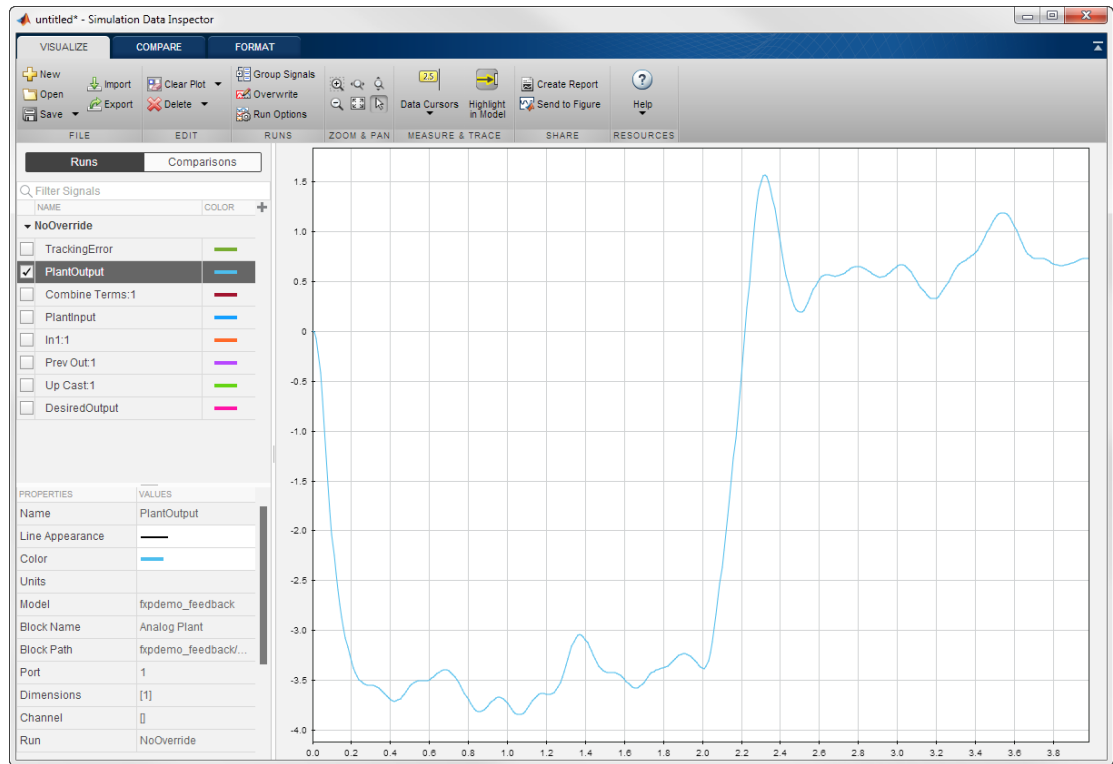 untitled* - Simulation Data Inspector
VISUALIZE COMPARE FORMAT
New
Open
Save
Import
Export
FILE
Clear Plot
Delete
EDIT
Group Signals
Overwrite
Run Options
RUNS
ZOOM & PAN
2.5
Data Cursors
Highlight
in Model
MEASURE & TRACE
Create Report
Send to Figure
SHARE
?
Help
RESOURCES
Runs Comparisons
Filter Signals
NAME COLOR
NoOverride
TrackingError
PlantOutput
Combine Terms:1
PlantInput
In1:1
Prev Out:1
Up Cast:1
DesiredOutput
PROPERTIES VALUES
Name PlantOutput
Line Appearance
Color
Units
Model fxpdemo_feedback
Block Name Analog Plant
Block Path fxpdemo_feedback/...
Port 1
Dimensions [1]
Channel []
Run NoOverride
1.5
1.0
0.5
0
-0.5
-1.0
-1.5
-2.0
-2.5
-3.0
-3.5
-4.0
0.0 0.2 0.4 0.6 0.8 1.0 1.2 1.4 1.6 1.8 2.0 2.2 2.4 2.6 2.8 3.0 3.2 3.4 3.6 3.8